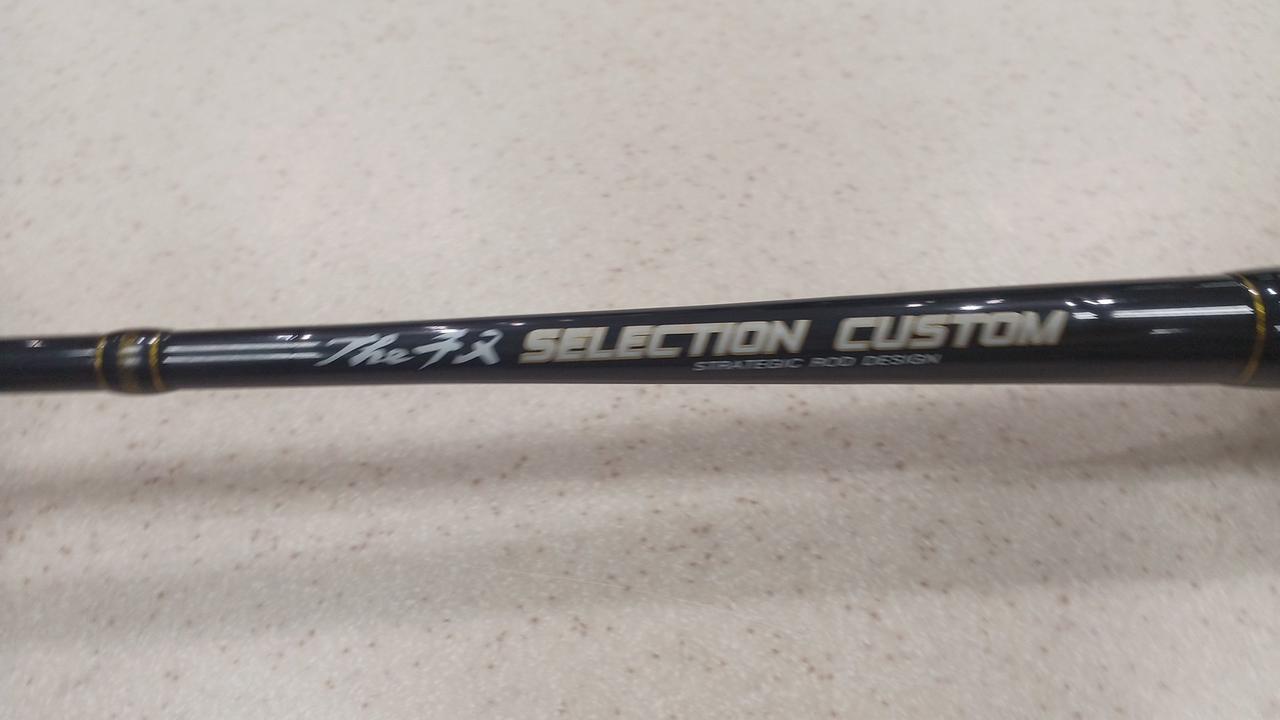 The チヌ SELECTION CUSTOM
STRATEGIC ROD DESIGN